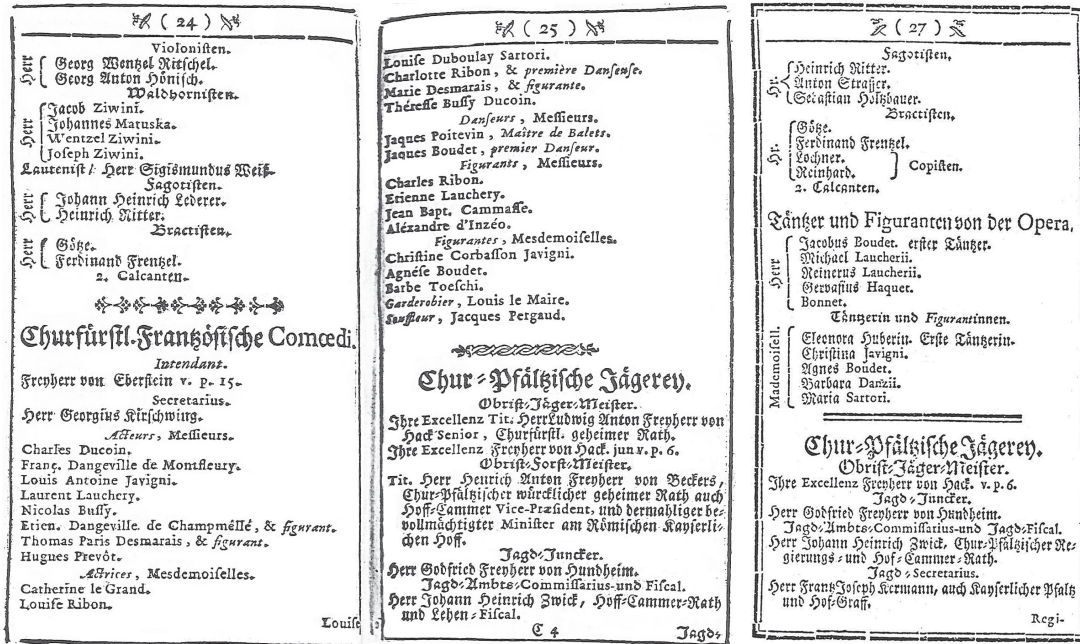 ( 24 )
Violonisten.
Herr { Georg Wentzel Ritschel.
Georg Anton Hönisch.
Waldhornisten.
Herr { Jacob Ziwini.
Johannes Matuska.
Wentzel Ziwini.
Joseph Ziwini.
Lautenist / Herr Sigismundus Weiß.
Fagotisten.
Herr { Johann Heinrich Lederer.
Heinrich Ritter.
Bractisten.
Herr { Götze.
Ferdinand Frentzel.
2. Calcanten.
Churfürstl. Frantzösische Comœdi.
Intendant.
Freyherr von Eberstein v. p. 15.
Secretarius.
Herr Georgius Kirschwing.
Acteurs, Messieurs.
Charles Ducoin.
Franç. Dangeville de Montfleury.
Louis Antoine Javigni.
Laurent Lauchery.
Nicolas Bussy.
Etien. Dangeville de Champméllé, & figurant.
Thomas Paris Desmarais, & figurant.
Hugues Prevôt.
Actrices, Mesdemoiselles.
Catherine le Grand.
Louise Ribon.
Louise
( 25 )
Louise Duboulay Sartori.
Charlotte Ribon, & première Danseuse.
Marie Desmarais, & figurante.
Théresse Bussy Ducoin.
Danseurs, Messieurs.
Jaques Poitevin, Maître de Balets.
Jaques Boudet, premier Danseur.
Figurants, Messieurs.
Charles Ribon.
Etienne Lauchery.
Jean Bapt. Cammasse.
Aléxandre d'Inzéo.
Figurantes, Mesdemoiselles.
Christine Corbasson Javigni.
Agnése Boudet.
Barbe Toeschi.
Garderobier, Louis le Maire.
Souffleur, Jacques Pergaud.
Chur-Pfältzische Jägerey.
Obrist-Jäger-Meister.
Ihre Excellenz Tit. Herr Ludwig Anton Freyherr von
Hack Senior, Churfürstl. geheimer Rath.
Ihre Excellenz Freyherr von Hack. jun v. p. 6.
Obrist-Forst-Meister.
Tit. Herr Henrich Anton Freyherr von Beckers,
Chur-Pfältzischer würcklicher geheimer Rath auch
Hoff-Cammer Vice-Præsident, und dermahliger be-
vollmächtigter Minister am Römischen Kayserli-
chen Hoff.
Jagd-Juncker.
Herr Godfried Freyherr von Hundheim.
Jagd-Ambts-Commissarius-und Fiscal.
Herr Johann Heinrich Zwick, Hoff-Cammer-Rath
und Lehen-Fiscal.
C 4
Jagd-
( 27 )
Fagotisten.
Hr. { Heinrich Ritter.
Anton Strasser.
Sebastian Holtzbauer.
Bractisten.
Hr. { Götze.
Ferdinand Frentzel.
Lochner.
Reinhard. } Copisten.
2. Calcanten.
Täntzer und Figuranten von der Opera.
Herr { Jacobus Boudet. erster Täntzer.
Michael Laucherii.
Reinerus Laucherii.
Gervasius Haquet.
Bonnet.
Täntzerin und Figurantinnen.
Mademoisell. { Eleonora Huberin. Erste Täntzerin.
Christina Javigni.
Agnes Boudet.
Barbara Danzii.
Maria Sartori.
Chur-Pfältzische Jägerey.
Obrist-Jäger-Meister.
Ihre Excellenz Freyherr von Hack. v. p. 6.
Jagd-Juncker.
Herr Godfried Freyherr von Hundheim.
Jagd-Ambts-Commissarius-und Jagd-Fiscal.
Herr Johann Heinrich Zwick, Chur-Pfältzischer Re-
gierungs-und Hof-Cammer-Rath.
Jagd-Secretarius.
Herr Frantz Joseph Kermann, auch Kayserlicher Pfaltz
und Hof-Graff.
Regi-